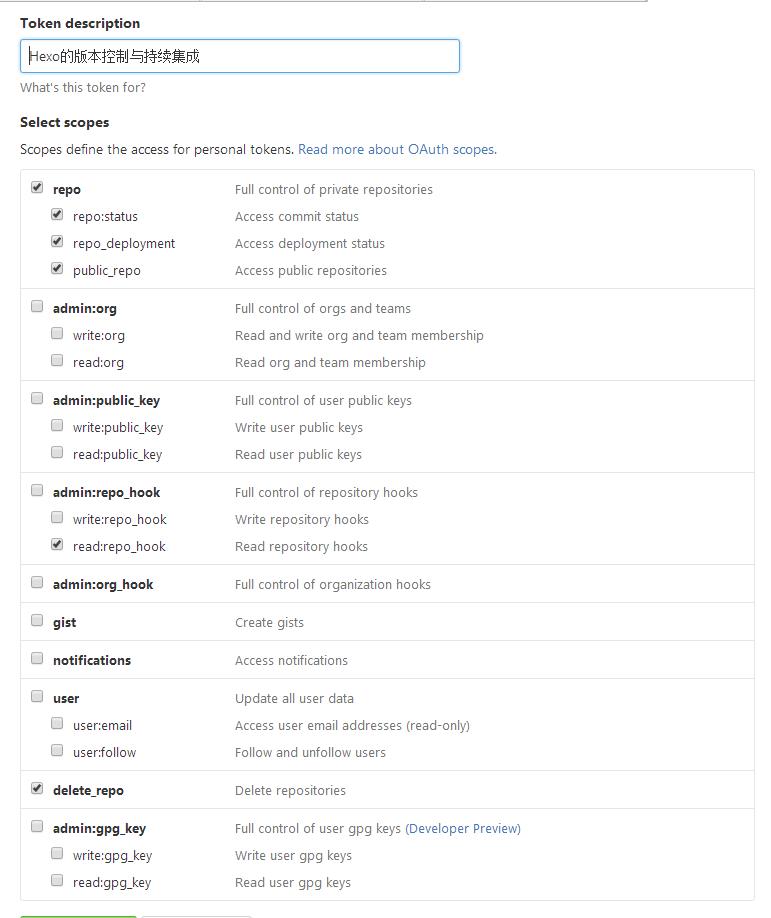 Token description
Hexo的版本控制与持续集成
What's this token for?
Select scopes
Scopes define the access for personal tokens. Read more about OAuth scopes.
repo Full control of private repositories
repo:status Access commit status
repo_deployment Access deployment status
public_repo Access public repositories
admin:org Full control of orgs and teams
write:org Read and write org and team membership
read:org Read org and team membership
admin:public_key Full control of user public keys
write:public_key Write user public keys
read:public_key Read user public keys
admin:repo_hook Full control of repository hooks
write:repo_hook Write repository hooks
read:repo_hook Read repository hooks
admin:org_hook Full control of organization hooks
gist Create gists
notifications Access notifications
user Update all user data
user:email Access user email addresses (read-only)
user:follow Follow and unfollow users
delete_repo Delete repositories
admin:gpg_key Full control of user gpg keys (Developer Preview)
write:gpg_key Write user gpg keys
read:gpg_key Read user gpg keys